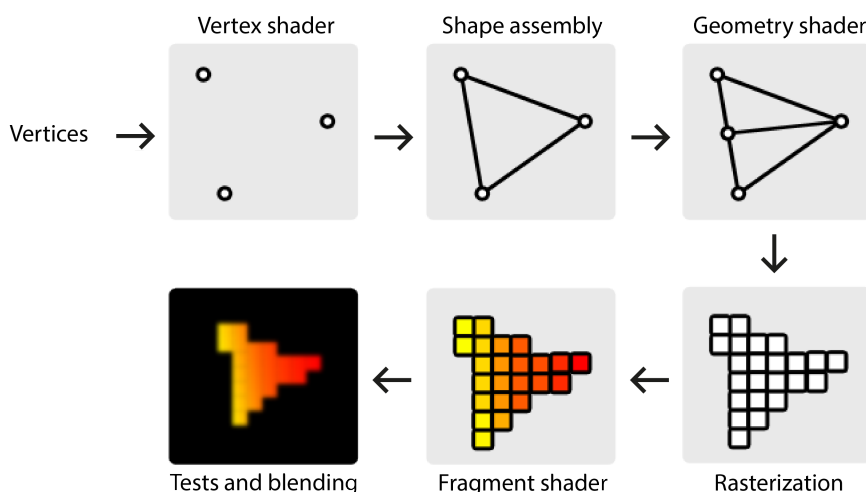 Vertex shader
Shape assembly
Geometry shader
Vertices
Tests and blending
Fragment shader
Rasterization